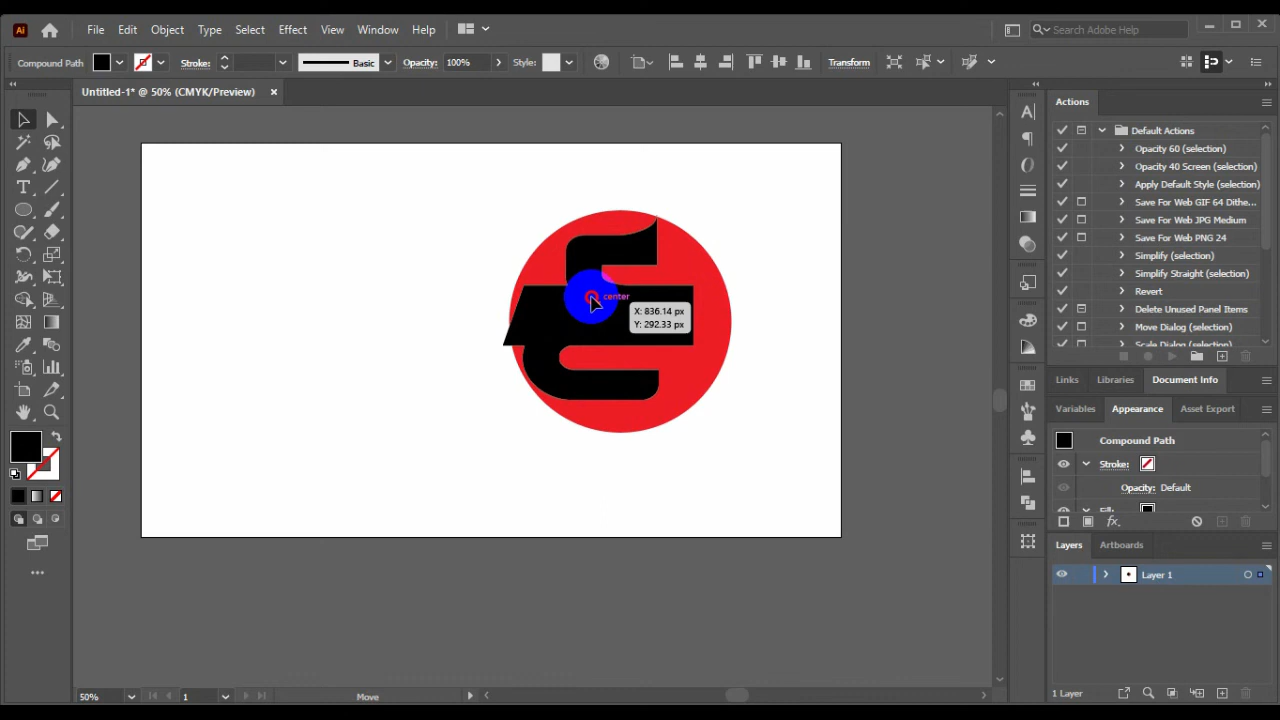 Ai File Edit Object Type Select Effect View Window Help Search Adobe Help
Compound Path Stroke: Basic Opacity: 100% Style: Transform
Untitled-1* @ 50% (CMYK/Preview)
Actions
Default Actions
Opacity 60 (selection)
Opacity 40 Screen (selection)
Apply Default Style (selection)
Save For Web GIF 64 Dithe...
Save For Web JPG Medium
Save For Web PNG 24
Simplify (selection)
Simplify Straight (selection)
Revert
Delete Unused Panel Items
Move Dialog (selection)
Scale Dialog (selection)
center
X: 836.14 px
Y: 292.33 px
Links Libraries Document Info
Variables Appearance Asset Export
Compound Path
Stroke:
Opacity: Default
Fill:
fx
Layers Artboards
Layer 1
1 Layer
50% 1 Move